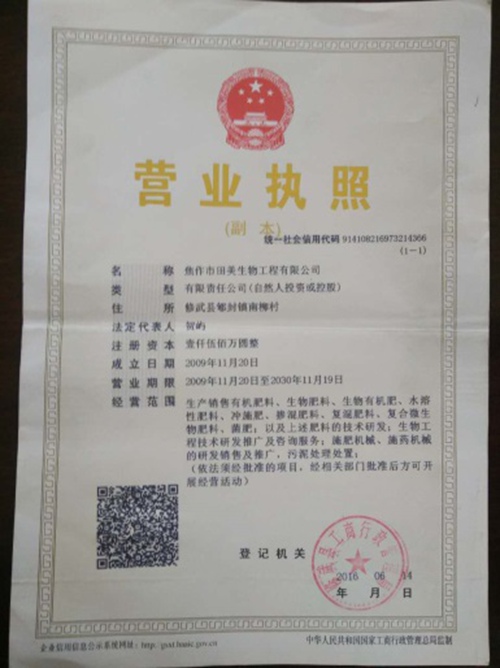 营业执照
(副 本)
统一社会信用代码 914108216973214366
(1-1)
名 称 焦作市田美生物工程有限公司
类 型 有限责任公司(自然人投资或控股)
住 所 修武县郇封镇南柳村
法定代表人 贺屿
注册资本 壹仟伍佰万圆整
成立日期 2009年11月20日
营业期限 2009年11月20日至2030年11月19日
经营范围 生产销售有机肥料、生物肥料、生物有机肥、水溶
性肥料、冲施肥、掺混肥料、复混肥料、复合微生
物肥料、菌肥;以及上述肥料的技术研发;生物工
程技术研发推广及咨询服务;施肥机械、施药机械
的研发销售及推广,污泥处理处置;
(依法须经批准的项目,经相关部门批准后方可开
展经营活动)
登记机关
修武县工商行政管理局
2016 06 14
年 月 日
企业信用信息公示系统网址:
中华人民共和国国家工商行政管理总局监制